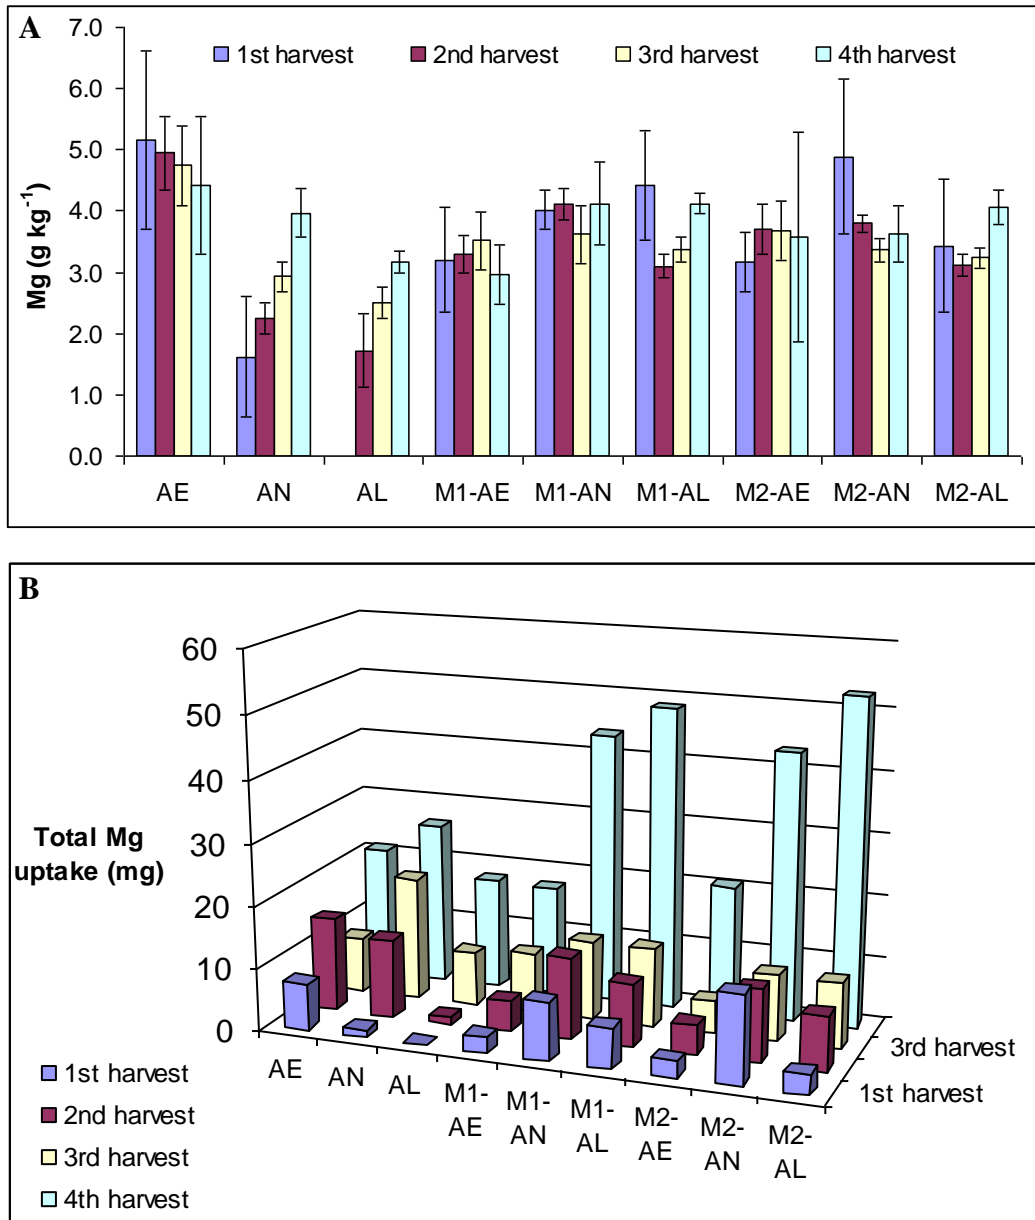 A
7.0
6.0
5.0
4.0
3.0
2.0
1.0
0.0
Mg (g kg⁻¹)
1st harvest 2nd harvest 3rd harvest 4th harvest
AE AN AL M1-AE M1-AN M1-AL M2-AE M2-AN M2-AL
B
60
50
40
30
20
10
0
Total Mg
uptake (mg)
AE AN AL M1-AE M1-AN M1-AL M2-AE M2-AN M2-AL
3rd harvest
1st harvest
1st harvest
2nd harvest
3rd harvest
4th harvest